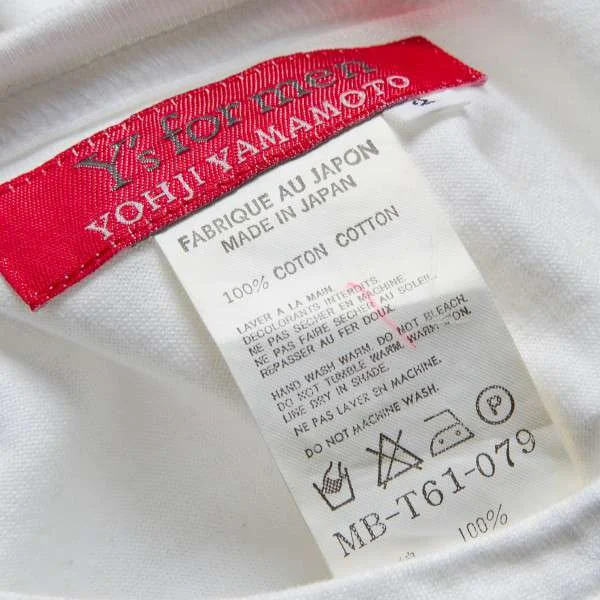 Y's for men
YOHJI YAMAMOTO
FABRIQUE AU JAPON
MADE IN JAPAN
100% COTON COTTON
LAVER A LA MAIN
DECOLORANTS INTERDITS.
NE PAS SECHER EN MACHINE.
NE PAS FAIRE SECHER AU SOLEIL.
REPASSER AU FER DOUX.
HAND WASH WARM, DO NOT BLEACH.
DO NOT TUMBLE WARM, WARM
LINE DRY IN SHADE.
NE PAS LAVER EN MACHINE.
DO NOT MACHINE WASH.
P
MB-T61-079
100%